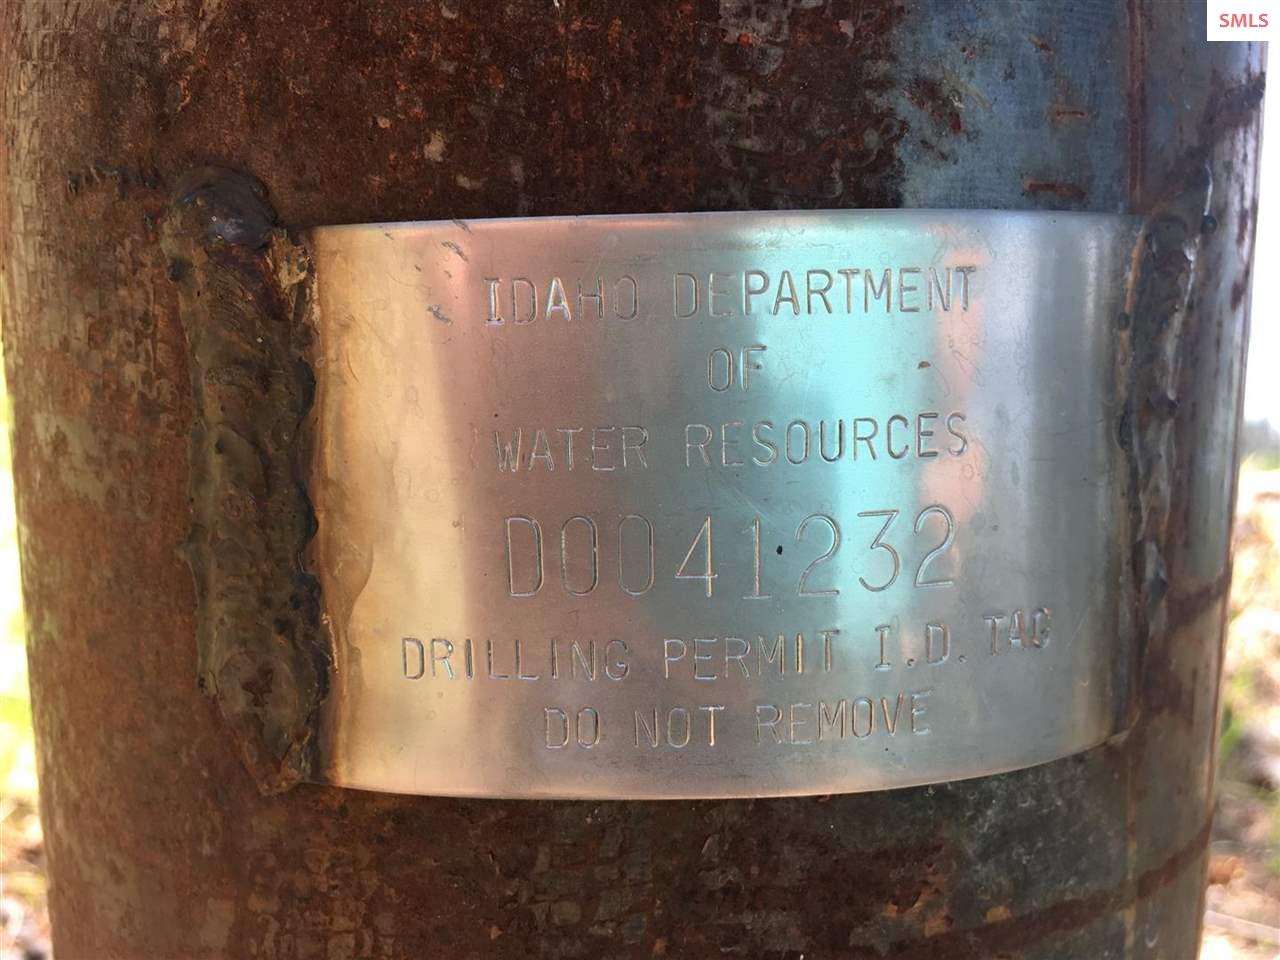 SMLS
IDAHO DEPARTMENT
OF
WATER RESOURCES
D0041232
DRILLING PERMIT I.D. TAG
DO NOT REMOVE